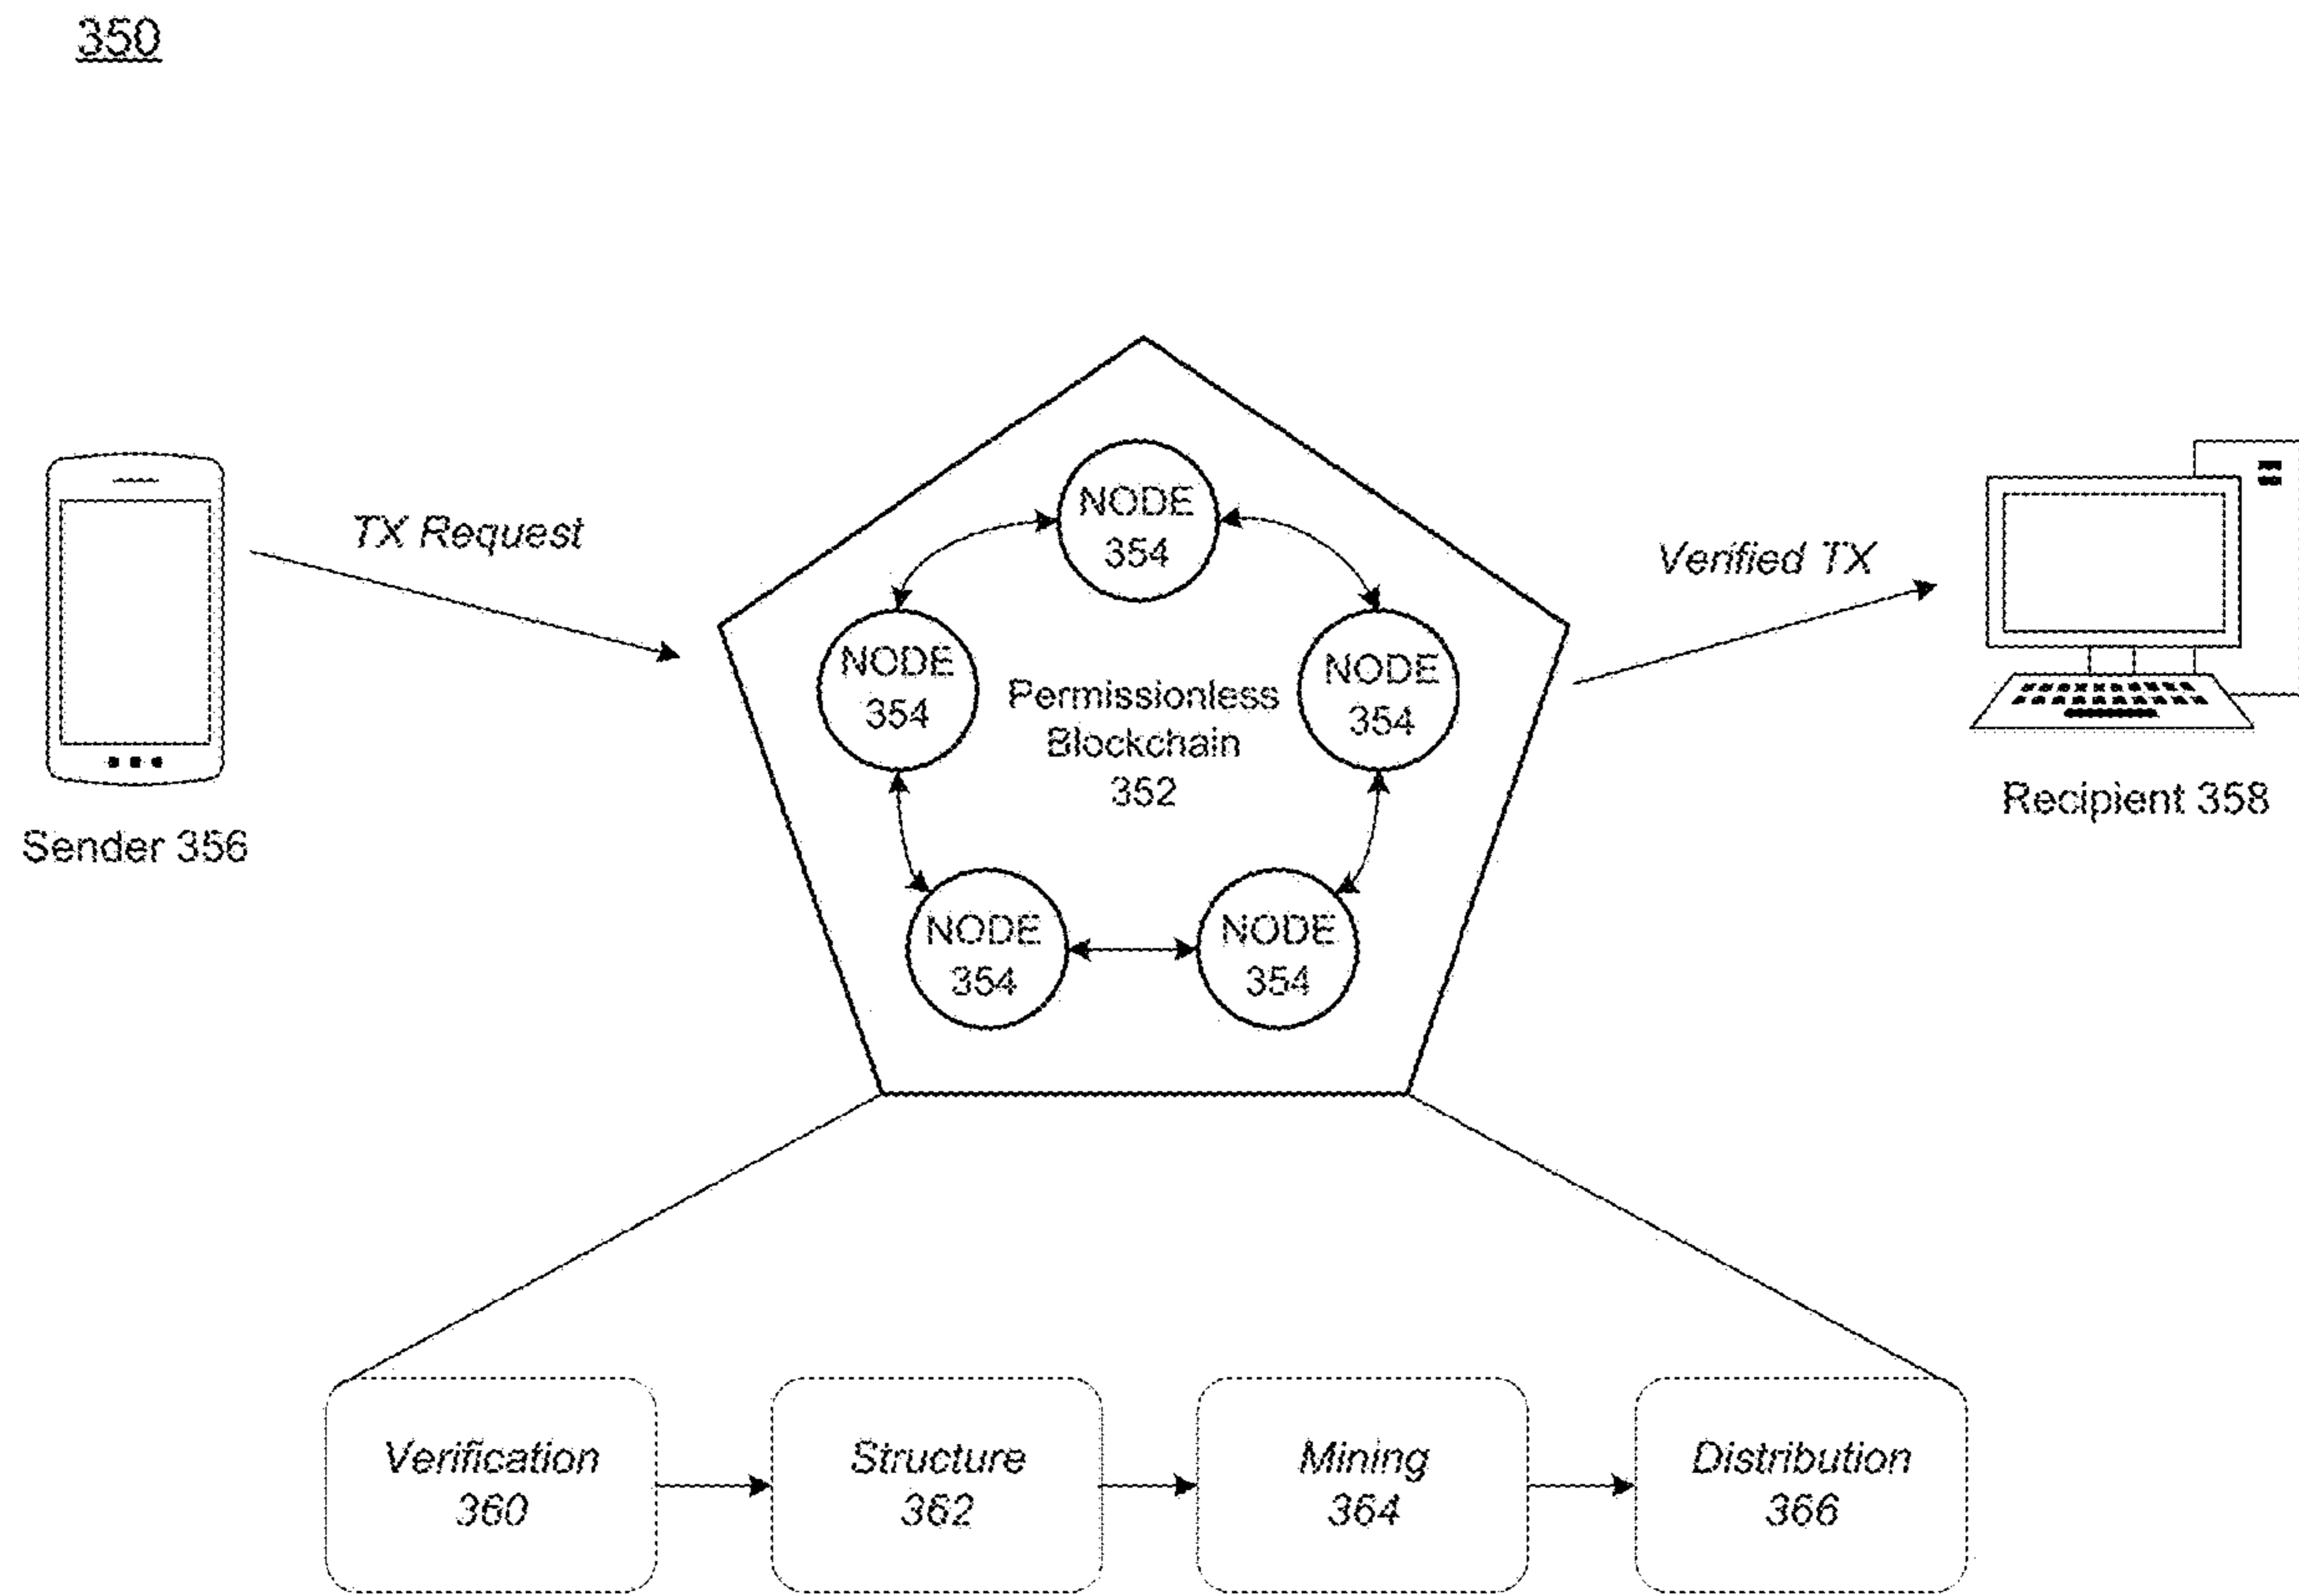 350
TX Request
Verified TX
NODE
354
NODE
354
NODE
354
Permissionless
Blockchain
352
NODE
354
NODE
354
Sender 356
Recipient 358
Verification
360
Structure
362
Mining
364
Distribution
366